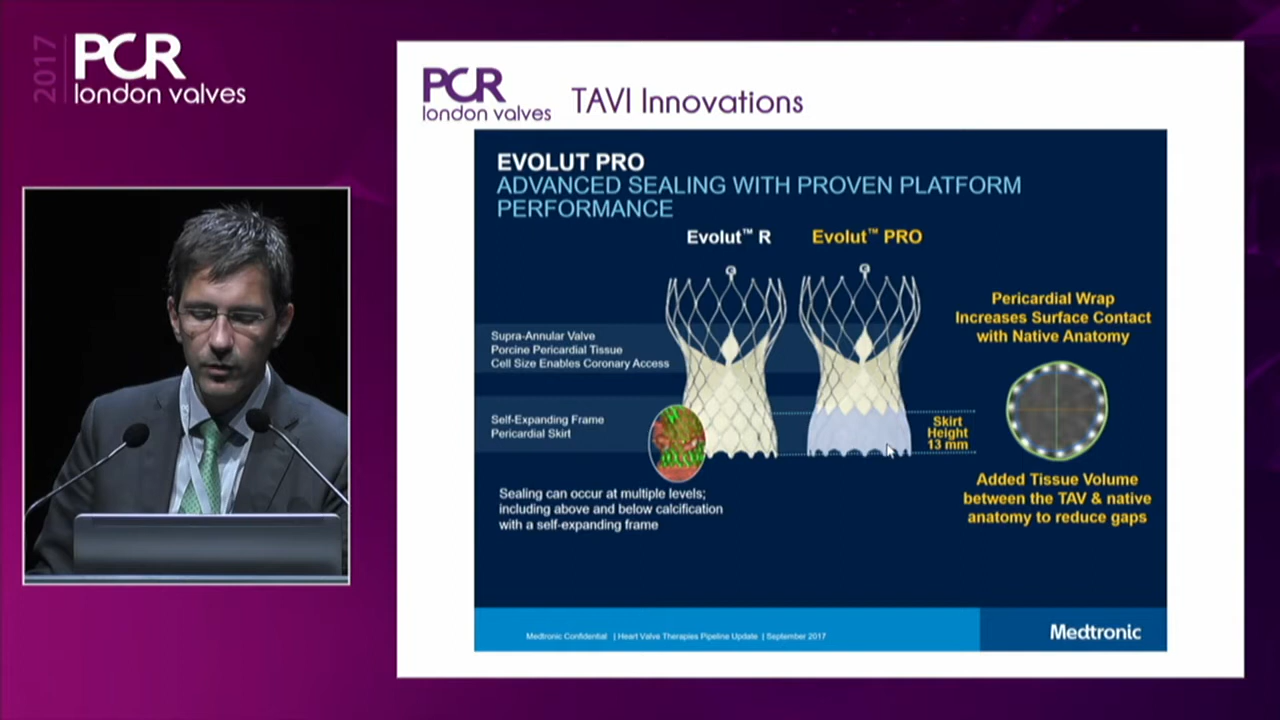 2017
PCR
london valves
PCR
london valves
TAVI Innovations
EVOLUT PRO
ADVANCED SEALING WITH PROVEN PLATFORM
PERFORMANCE
Evolut™ R
Evolut™ PRO
Pericardial Wrap
Increases Surface Contact
with Native Anatomy
Supra-Annular Valve
Porcine Pericardial Tissue
Cell Size Enables Coronary Access
Self-Expanding Frame
Pericardial Skirt
Skirt
Height
13 mm
Sealing can occur at multiple levels;
including above and below calcification
with a self-expanding frame
Added Tissue Volume
between the TAV & native
anatomy to reduce gaps
Medtronic Confidential | Heart Valve Therapies Pipeline Update | September 2017
Medtronic